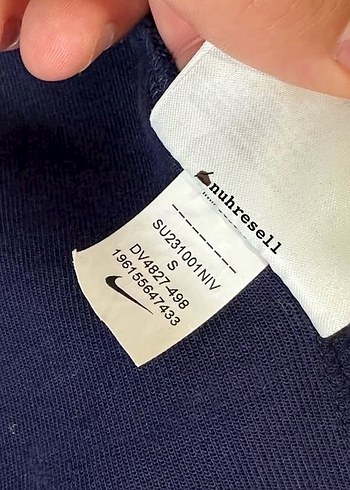 nuhresell
SU231001NIV
S
DV4827-498
196155647433